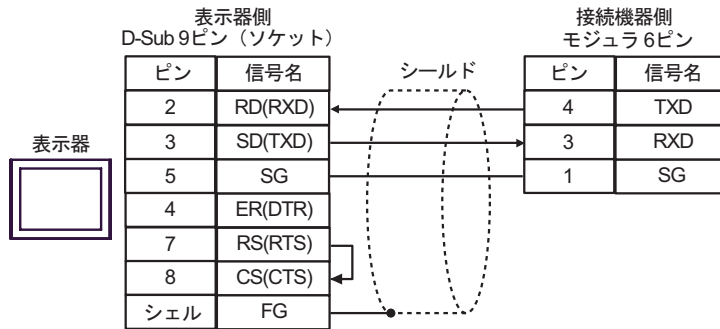 表示器側
D-Sub 9ピン（ソケット）
接続機器側
モジュラ 6ピン
ピン 信号名 シールド ピン 信号名
2 RD(RXD) 4 TXD
表示器 3 SD(TXD) 3 RXD
5 SG 1 SG
4 ER(DTR)
7 RS(RTS)
8 CS(CTS)
シェル FG